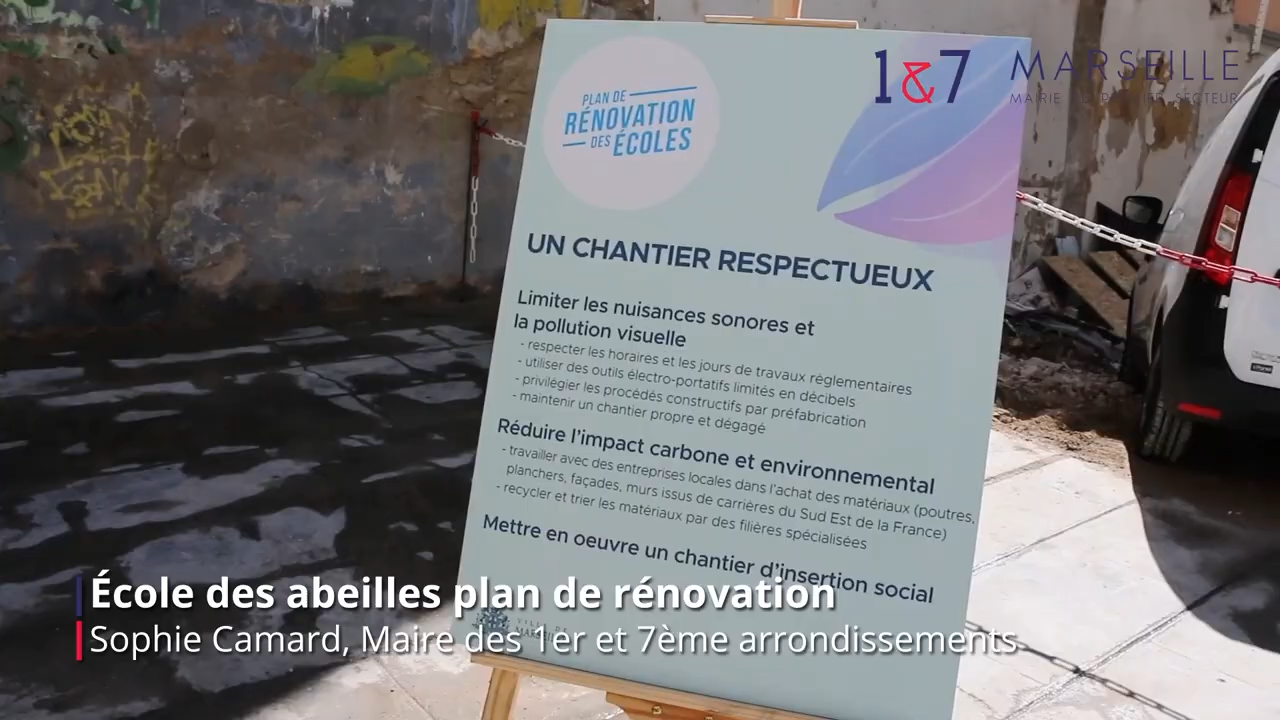 1&7 MARSEILLE
MAIRIE DU PREMIER SECTEUR
PLAN DE
RÉNOVATION
DES ÉCOLES
UN CHANTIER RESPECTUEUX
Limiter les nuisances sonores et
la pollution visuelle
- respecter les horaires et les jours de travaux réglementaires
- utiliser des outils électro-portatifs limités en décibels
- privilégier les procédés constructifs par préfabrication
- maintenir un chantier propre et dégagé
Réduire l'impact carbone et environnemental
- travailler avec des entreprises locales dans l'achat des matériaux (poutres,
planchers, façades, murs issus de carrières du Sud Est de la France)
- recycler et trier les matériaux par des filières spécialisées
Mettre en oeuvre un chantier d'insertion social
École des abeilles plan de rénovation
VILLE DE
MARSEILLE
Sophie Camard, Maire des 1er et 7ème arrondissements